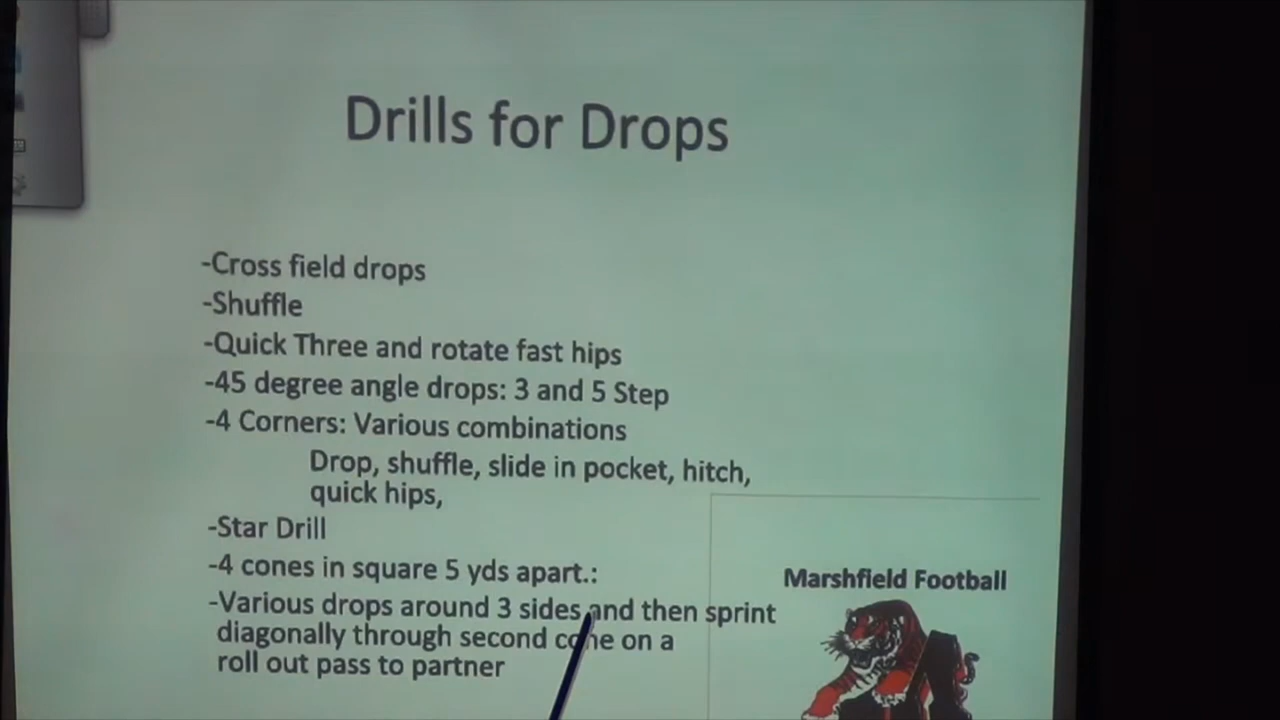 Drills for Drops
-Cross field drops
-Shuffle
-Quick Three and rotate fast hips
-45 degree angle drops: 3 and 5 Step
-4 Corners: Various combinations
Drop, shuffle, slide in pocket, hitch,
quick hips,
-Star Drill
-4 cones in square 5 yds apart.:
-Various drops around 3 sides and then sprint
diagonally through second cone on a
roll out pass to partner
Marshfield Football